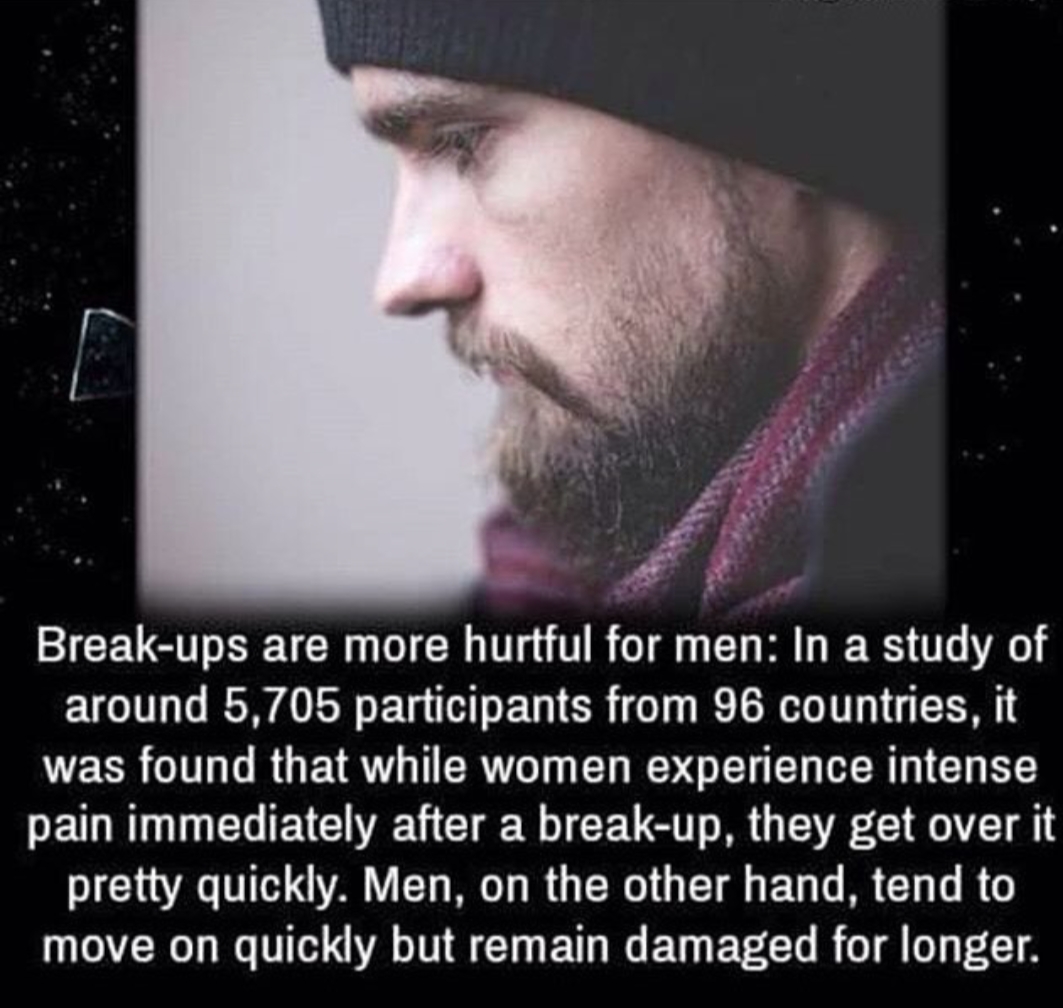 Break-ups are more hurtful for men: In a study of
around 5,705 participants from 96 countries, it
was found that while women experience intense
pain immediately after a break-up, they get over it
pretty quickly. Men, on the other hand, tend to
move on quickly but remain damaged for longer.